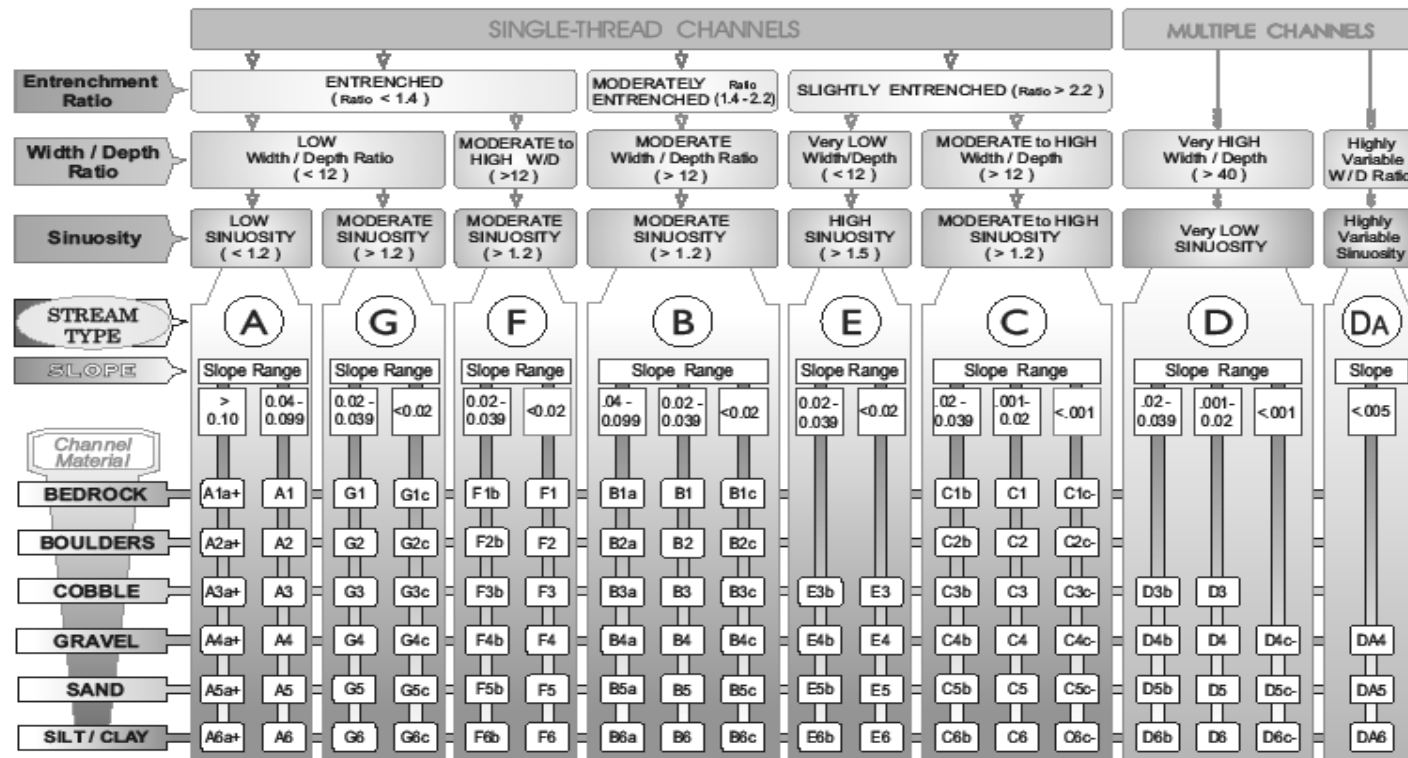 SINGLE-THREAD CHANNELS
MULTIPLE CHANNELS
Entrenchment
Ratio
ENTRENCHED
( Ratio < 1.4 )
MODERATELY Ratio
ENTRENCHED (1.4 - 2.2)
SLIGHTLY ENTRENCHED (Ratio > 2.2 )
Width / Depth
Ratio
LOW
Width / Depth Ratio
( < 12 )
MODERATE to
HIGH W/D
( >12 )
MODERATE
Width / Depth Ratio
( > 12 )
Very LOW
Width/Depth
( < 12 )
MODERATE to HIGH
Width / Depth
( > 12 )
Very HIGH
Width / Depth
( > 40 )
Highly
Variable
W / D Ratio
Sinuosity
LOW
SINUOSITY
( < 1.2 )
MODERATE
SINUOSITY
( > 1.2 )
MODERATE
SINUOSITY
( > 1.2 )
MODERATE
SINUOSITY
( > 1.2 )
HIGH
SINUOSITY
( > 1.5 )
MODERATE to HIGH
SINUOSITY
( > 1.2 )
Very LOW
SINUOSITY
Highly
Variable
Sinuosity
STREAM
TYPE
A G F B E C D DA
SLOPE
Slope Range Slope Range Slope Range Slope Range Slope Range Slope Range Slope Range Slope
>
0.10
0.04 -
0.099
0.02 -
0.039
<0.02
0.02 -
0.039
<0.02
.04 -
0.099
0.02 -
0.039
<0.02
0.02 -
0.039
<0.02
.02 -
0.039
.001-
0.02
<.001
.02 -
0.039
.001-
0.02
<.001
<.005
Channel
Material
BEDROCK A1a+ A1 G1 G1c F1b F1 B1a B1 B1c C1b C1 C1c-
BOULDERS A2a+ A2 G2 G2c F2b F2 B2a B2 B2c C2b C2 C2c-
COBBLE A3a+ A3 G3 G3c F3b F3 B3a B3 B3c E3b E3 C3b C3 C3c- D3b D3
GRAVEL A4a+ A4 G4 G4c F4b F4 B4a B4 B4c E4b E4 C4b C4 C4c- D4b D4 D4c- DA4
SAND A5a+ A5 G5 G5c F5b F5 B5a B5 B5c E5b E5 C5b C5 C5c- D5b D5 D5c- DA5
SILT / CLAY A6a+ A6 G6 G6c F6b F6 B6a B6 B6c E6b E6 C6b C6 C6c- D6b D6 D6c- DA6